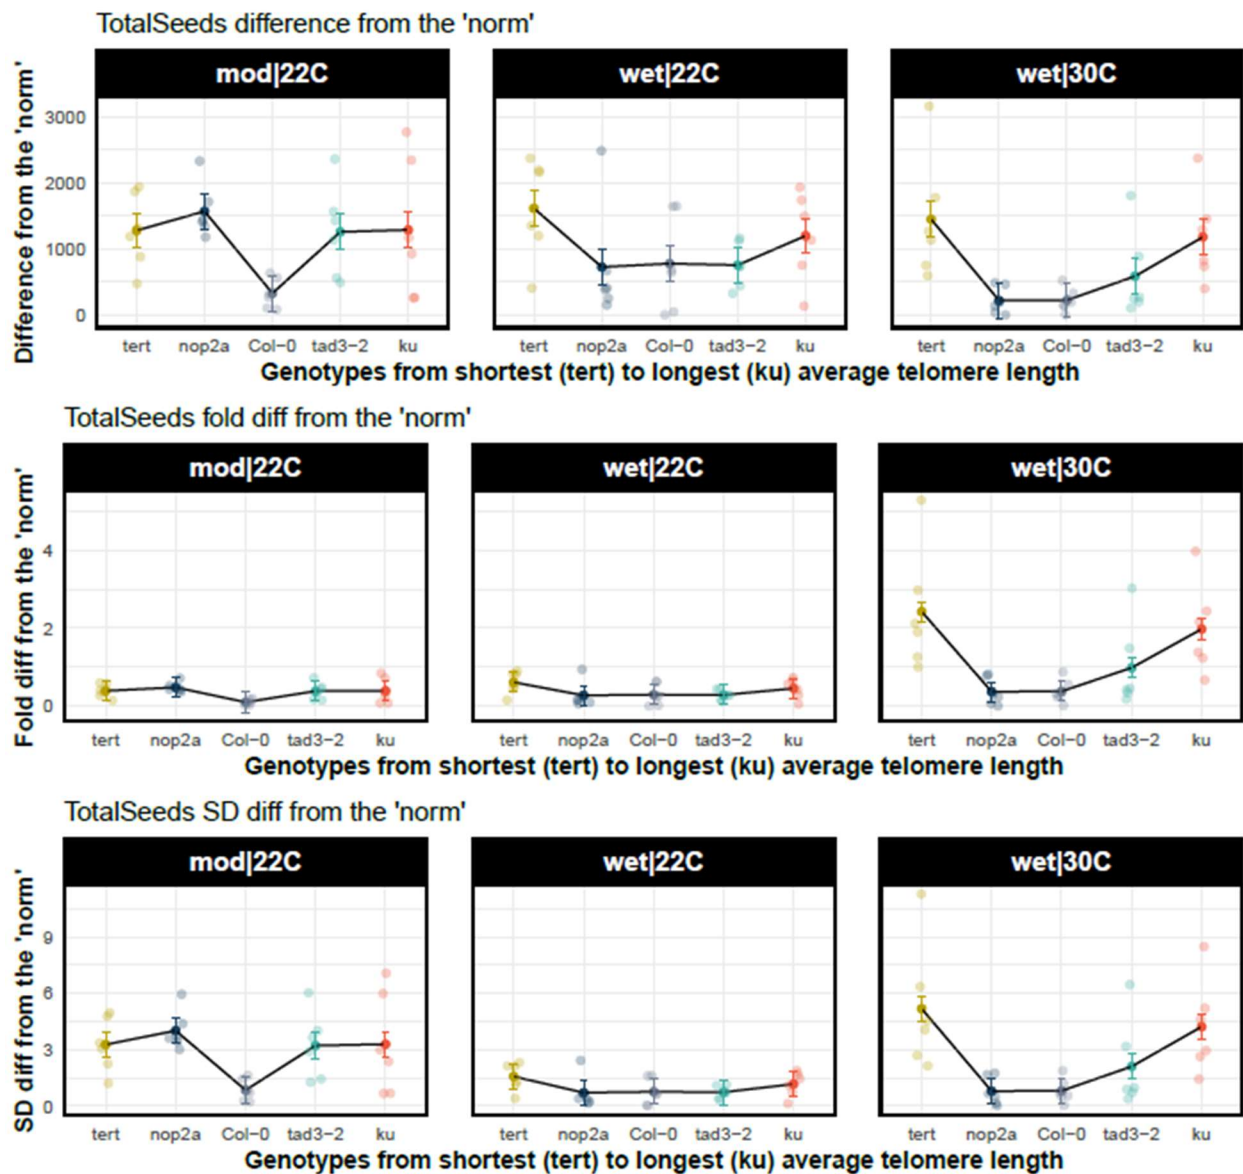 TotalSeeds difference from the 'norm'
mod|22C wet|22C wet|30C
Difference from the 'norm'
3000
2000
1000
0
tert nop2a Col-0 tad3-2 ku tert nop2a Col-0 tad3-2 ku tert nop2a Col-0 tad3-2 ku
Genotypes from shortest (tert) to longest (ku) average telomere length
TotalSeeds fold diff from the 'norm'
mod|22C wet|22C wet|30C
Fold diff from the 'norm'
4
2
0
tert nop2a Col-0 tad3-2 ku tert nop2a Col-0 tad3-2 ku tert nop2a Col-0 tad3-2 ku
Genotypes from shortest (tert) to longest (ku) average telomere length
TotalSeeds SD diff from the 'norm'
mod|22C wet|22C wet|30C
SD diff from the 'norm'
9
6
3
0
tert nop2a Col-0 tad3-2 ku tert nop2a Col-0 tad3-2 ku tert nop2a Col-0 tad3-2 ku
Genotypes from shortest (tert) to longest (ku) average telomere length